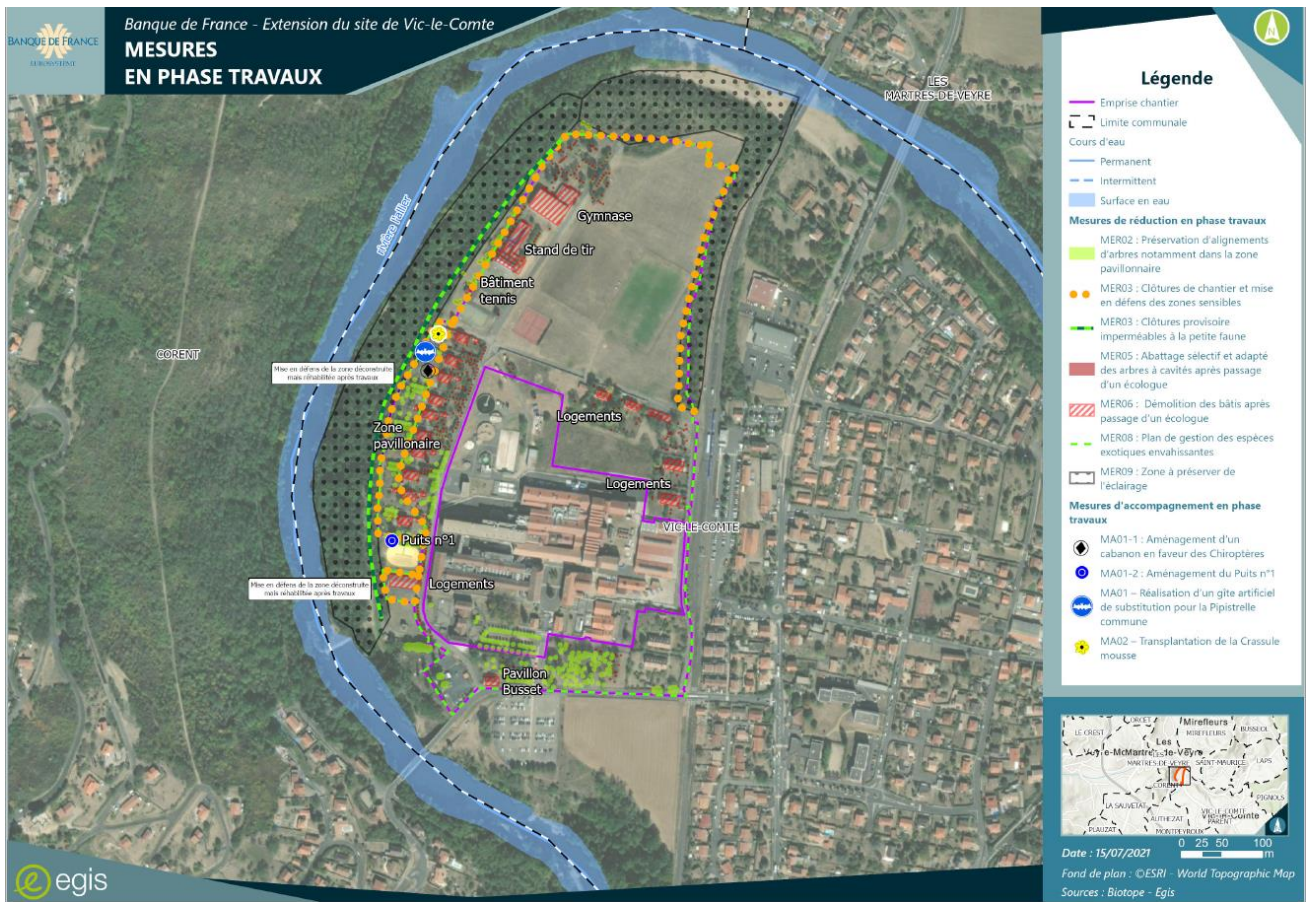 BANQUE DE FRANCE
EUROSYSTÈME
Banque de France - Extension du site de Vic-le-Comte
MESURES
EN PHASE TRAVAUX
LES
MARTRES-DE-VEYRE
Gymnase
Rivière l'allier
Stand de tir
Bâtiment
tennis
CORENT
Mise en défens de la zone déconstruite
mais réhabilitée après travaux
Logements
Zone
pavillonaire
Logements
VIC-LE-COMTE
Puits n°1
Mise en défens de la zone déconstruite
mais réhabilitée après travaux
Logements
Pavillon
Busset
egis
N
Légende
Emprise chantier
Limite communale
Cours d'eau
Permanent
Intermittent
Surface en eau
Mesures de réduction en phase travaux
MER02 : Préservation d'alignements
d'arbres notamment dans la zone
pavillonnaire
MER03 : Clôtures de chantier et mise
en défens des zones sensibles
MER03 : Clôtures provisoire
imperméables à la petite faune
MER05 : Abattage sélectif et adapté
des arbres à cavités après passage
d'un écologue
MER06 : Démolition des bâtis après
passage d'un écologue
MER08 : Plan de gestion des espèces
exotiques envahissantes
MER09 : Zone à préserver de
l'éclairage
Mesures d'accompagnement en phase
travaux
MA01-1 : Aménagement d'un
cabanon en faveur des Chiroptères
MA01-2 : Aménagement du Puits n°1
MA01 – Réalisation d'un gîte artificiel
de substitution pour la Pipistrelle
commune
MA02 – Transplantation de la Crassule
mousse
LE CREST
ORCET
Mirefleurs
MIREFLEURS
BUSSEOL
Les
MARTRES-DE-VEYRE
SAINT-MAURICE
LAPS
CORENT
PIGNOLS
LA SAUVETAT
VIC-LE-COMTE
AUTHEZAT
PARENT
PLAUZAT
MONTPEYROUX
Date : 15/07/2021
0 25 50 100
m
Fond de plan : ©ESRI - World Topographic Map
Sources : Biotope - Egis